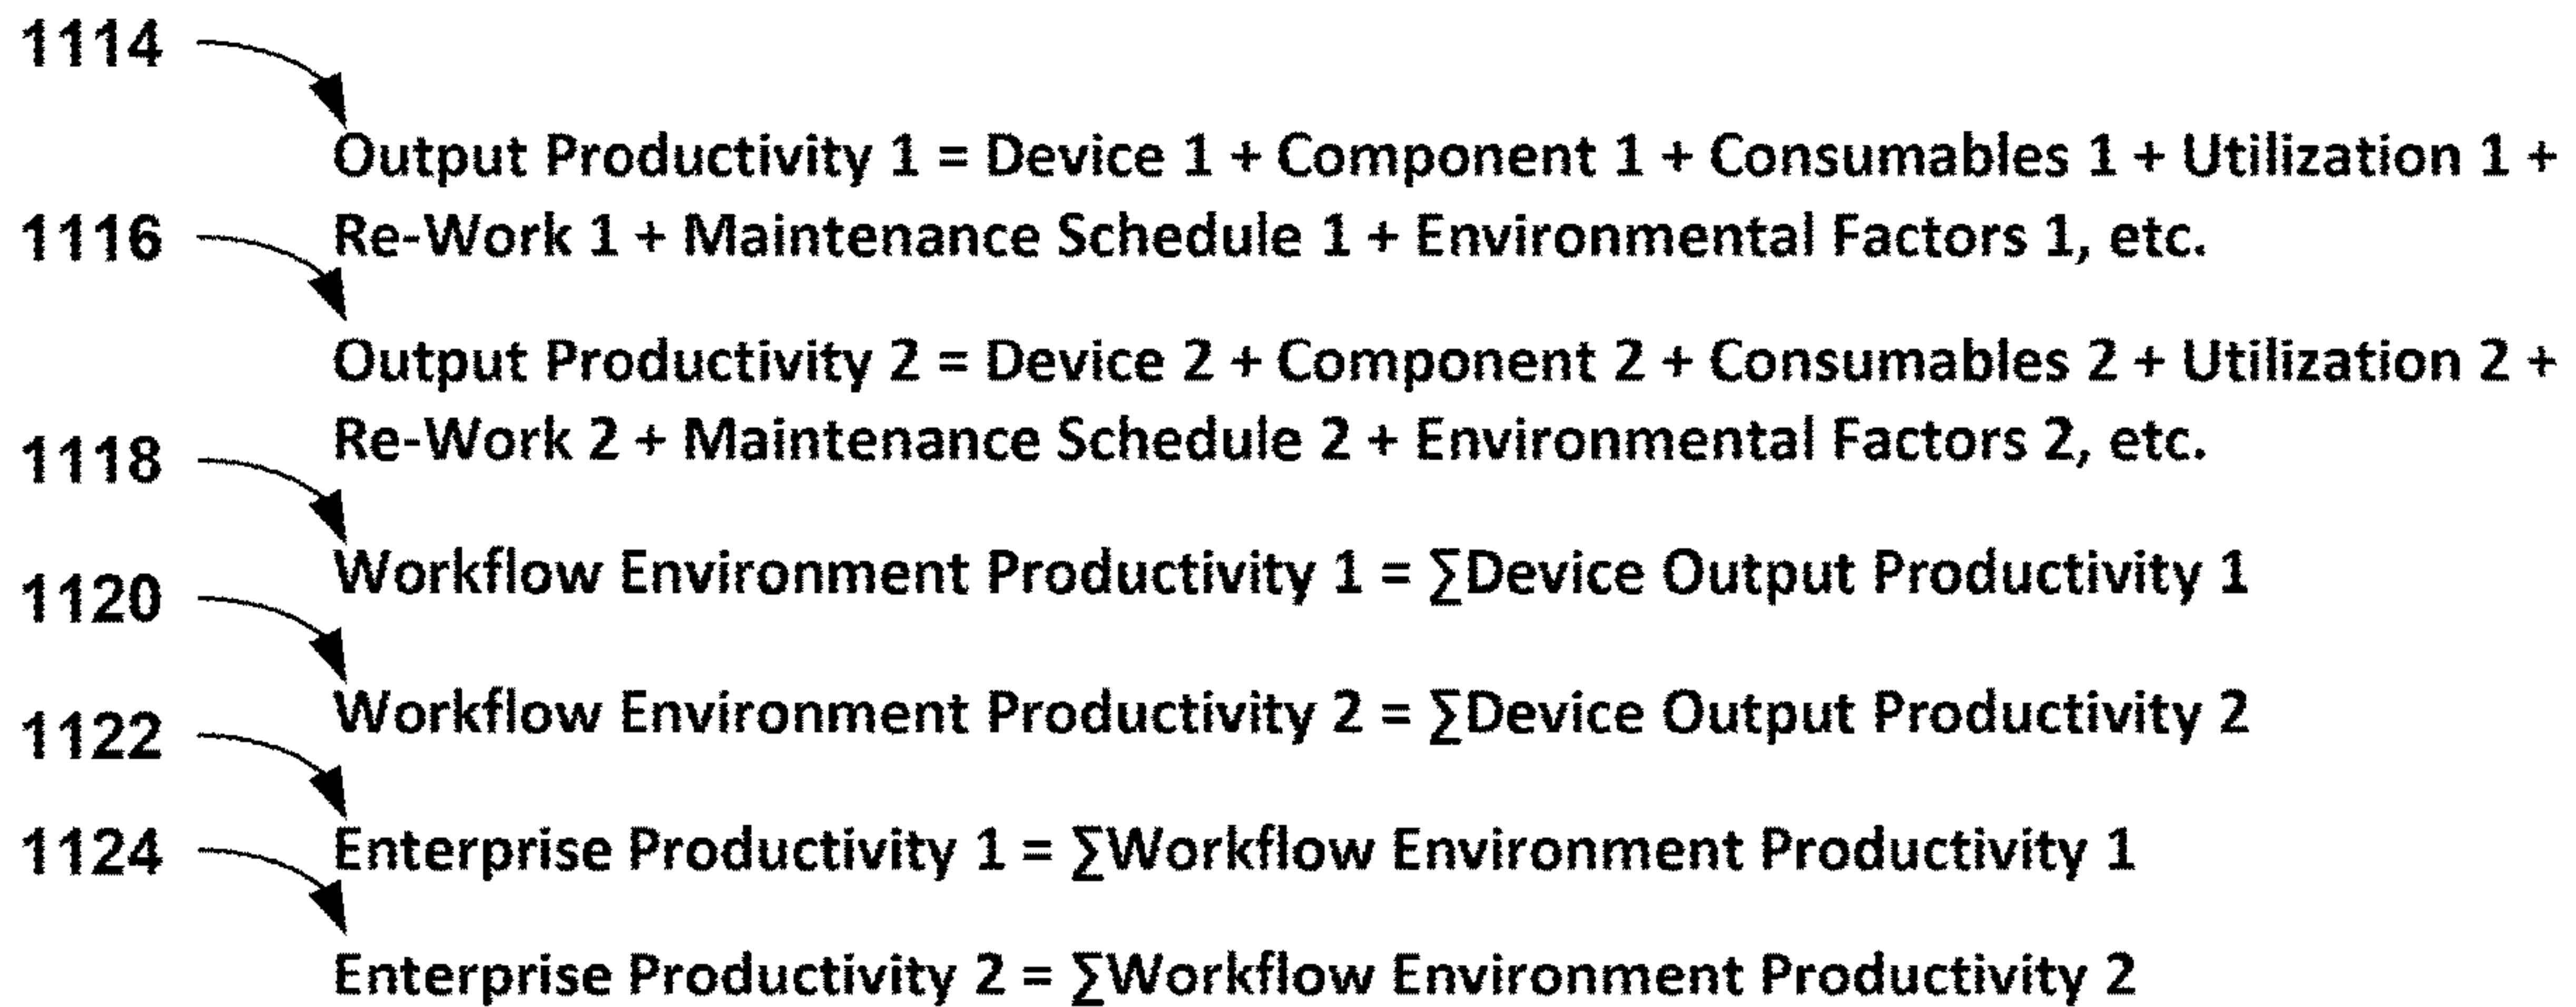 1114
Output Productivity 1 = Device 1 + Component 1 + Consumables 1 + Utilization 1 +
1116
Re-Work 1 + Maintenance Schedule 1 + Environmental Factors 1, etc.
Output Productivity 2 = Device 2 + Component 2 + Consumables 2 + Utilization 2 +
1118
Re-Work 2 + Maintenance Schedule 2 + Environmental Factors 2, etc.
1120
Workflow Environment Productivity 1 = ∑Device Output Productivity 1
1122
Workflow Environment Productivity 2 = ∑Device Output Productivity 2
1124
Enterprise Productivity 1 = ∑Workflow Environment Productivity 1
Enterprise Productivity 2 = ∑Workflow Environment Productivity 2